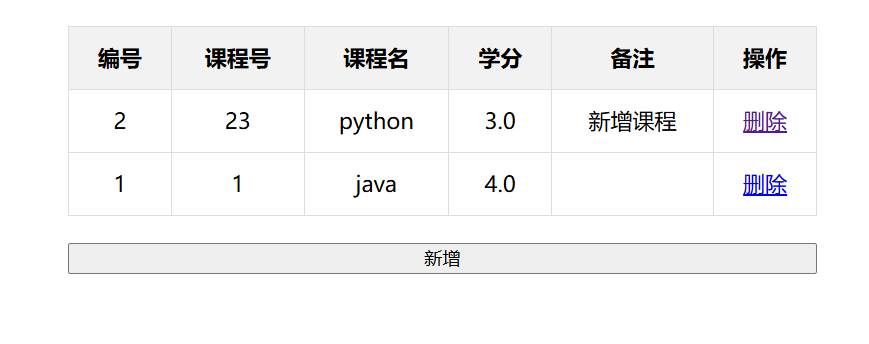 编号 课程号 课程名 学分 备注 操作
2 23 python 3.0 新增课程 删除
1 1 java 4.0 删除
新增